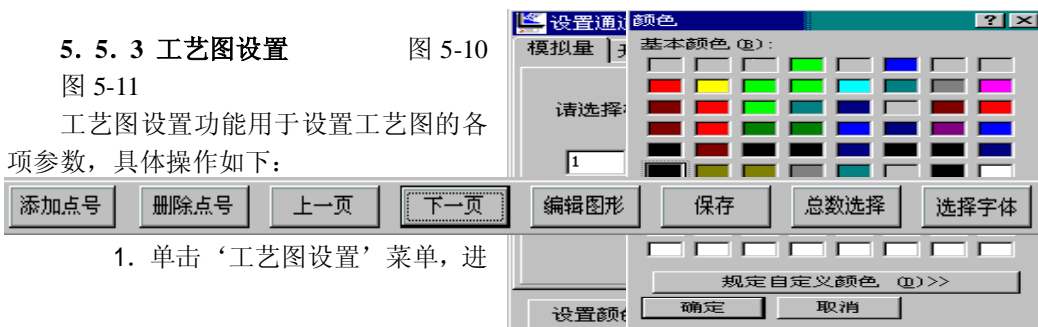 5. 5. 3 工艺图设置 图 5-10
图 5-11
工艺图设置功能用于设置工艺图的各
项参数，具体操作如下：
设置通道
模拟量
请选择
1
设置颜色
颜色
基本颜色(B):
规定自定义颜色 (D)>>
确定 取消
添加点号 删除点号 上一页 下一页 编辑图形 保存 总数选择 选择字体
1. 单击‘工艺图设置’菜单，进